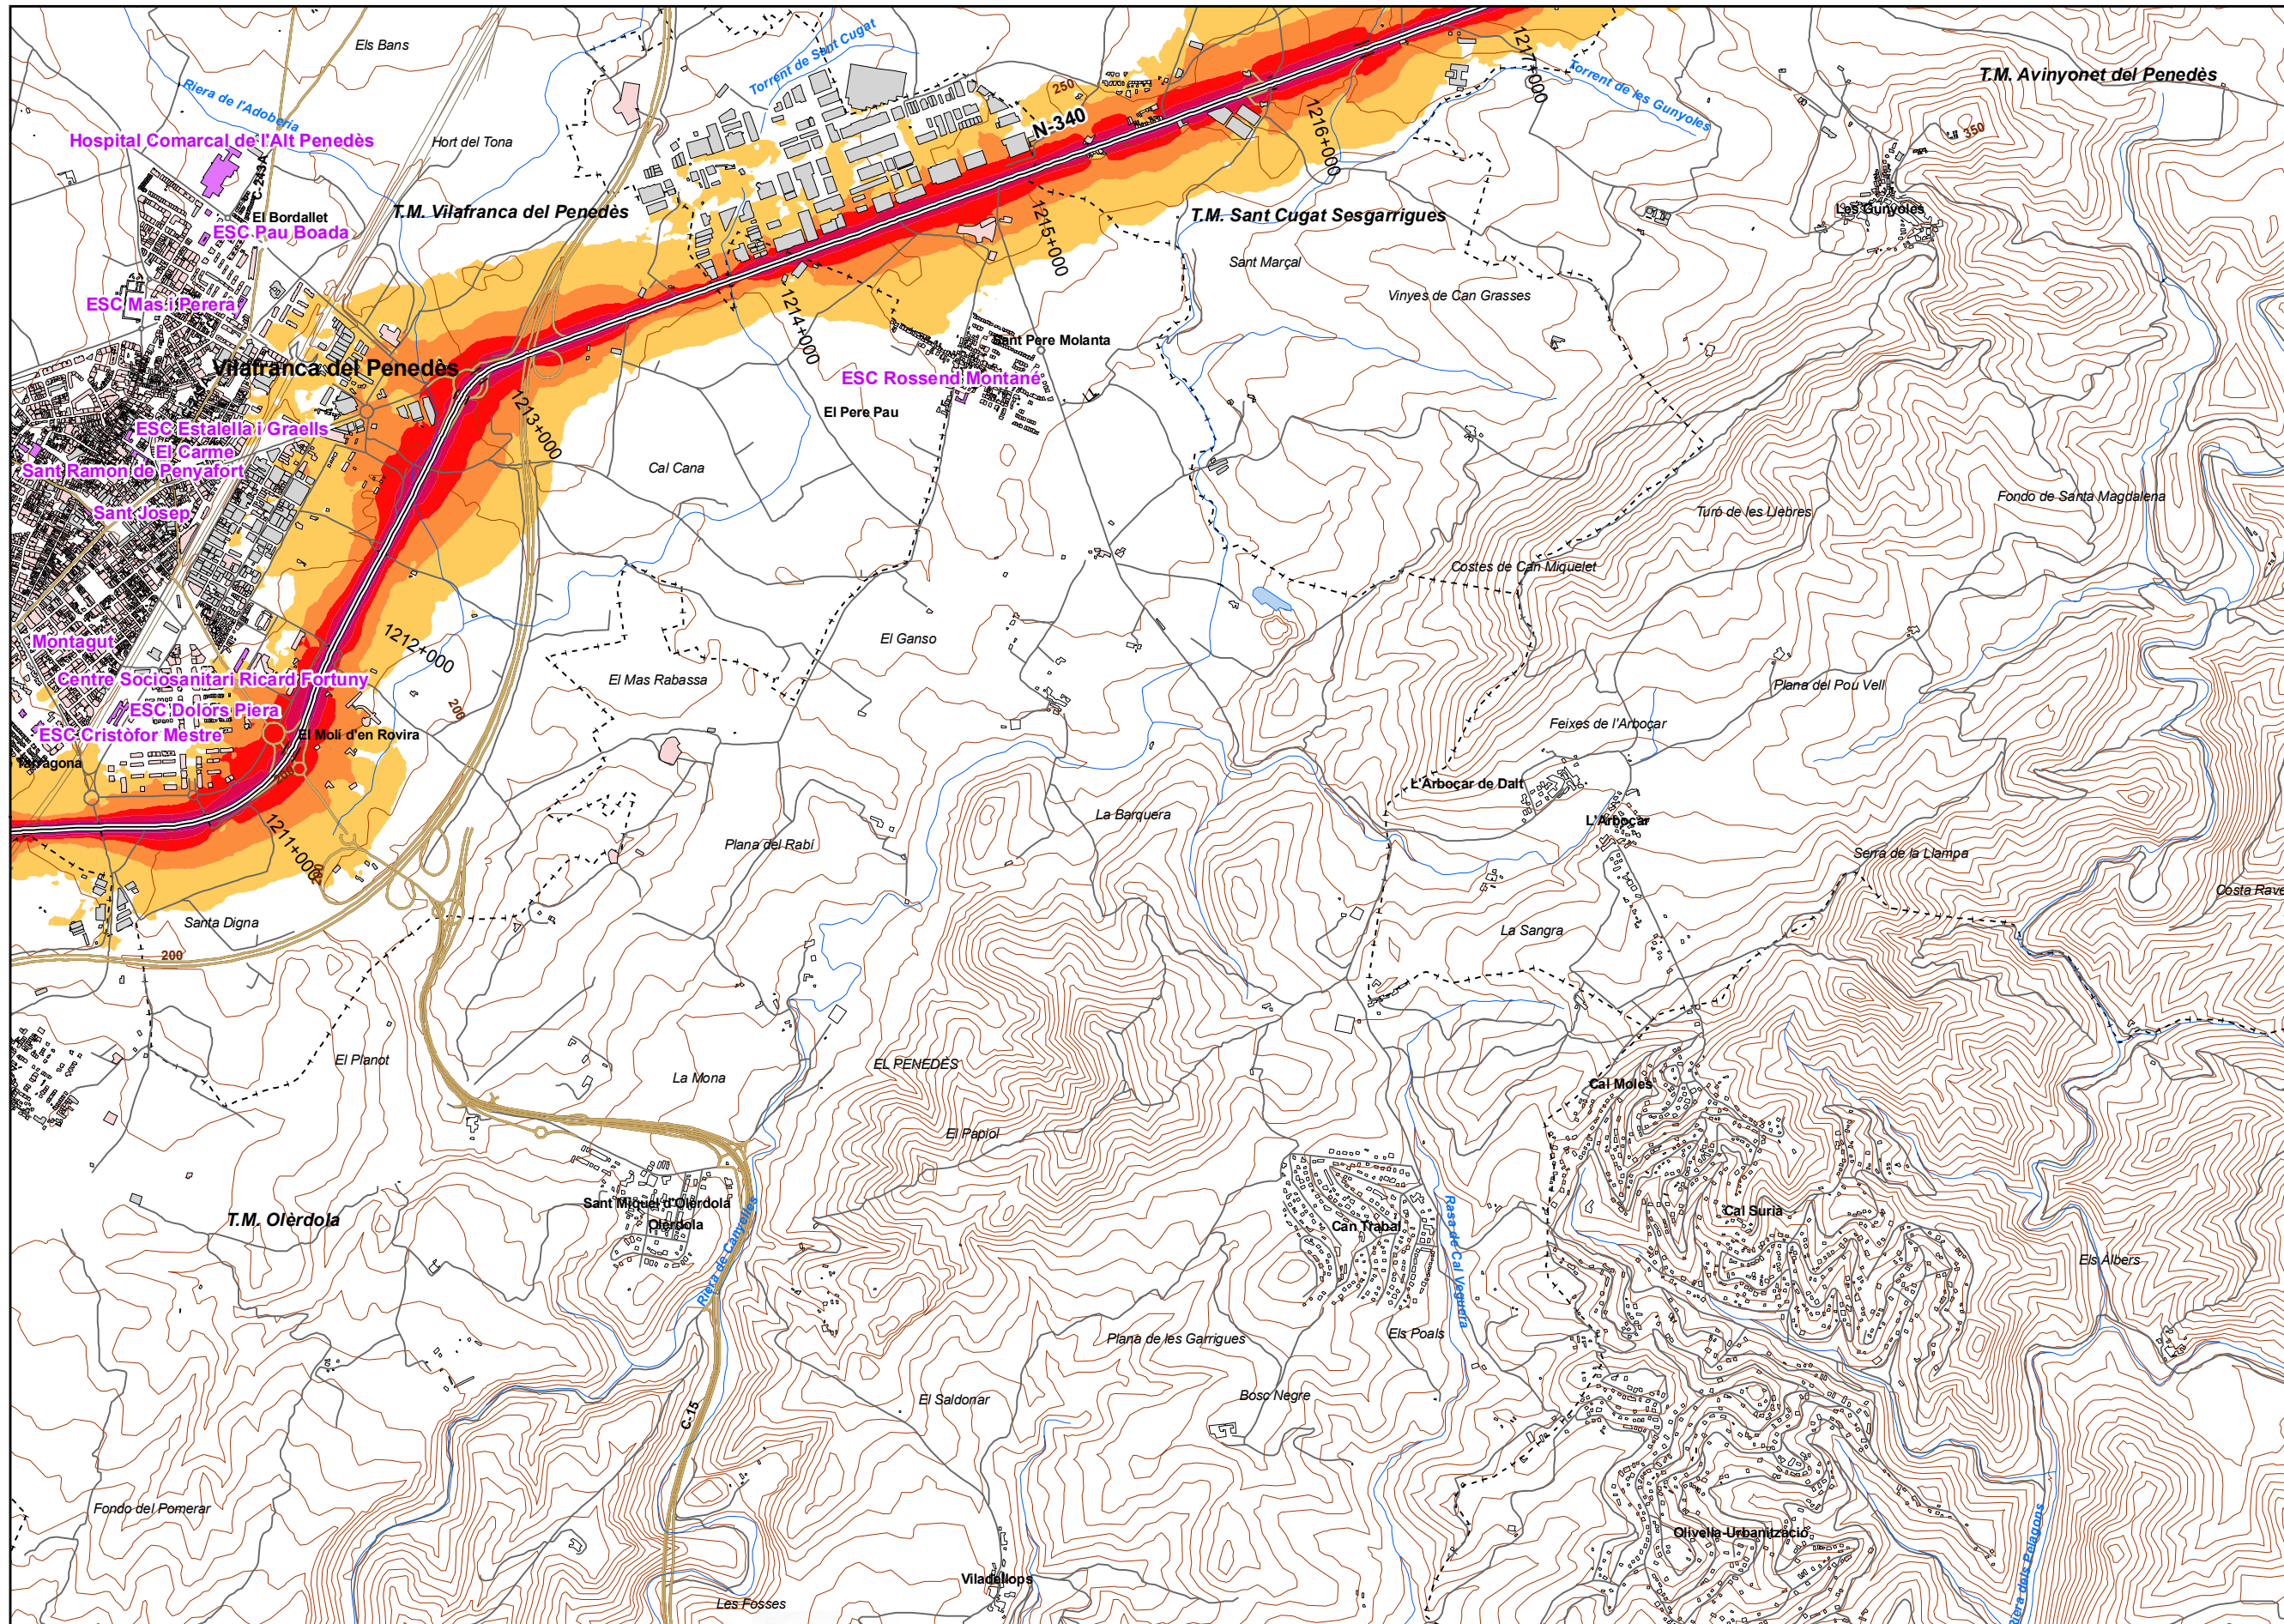 Els Bans
Torrent de Sant Cugat
Riera de l'Adoberia
Hospital Comarcal de l'Alt Penedès
Hort del Tona
C-243A
250
N-340
1217+000
1216+000
Torrent de les Gunyoles
T.M. Avinyonet del Penedès
350
El Bordallet
ESC Pau Boada
T.M. Vilafranca del Penedès
1215+000
T.M. Sant Cugat Sesgarrigues
Les Gunyoles
Sant Marçal
Vinyes de Can Grasses
ESC Mas i Perera
1214+000
Sant Pere Molanta
Vilafranca del Penedès
ESC Rossend Montané
1213+000
El Pere Pau
ESC Estalella i Graells
El Carme
Sant Ramon de Penyafort
Cal Cana
Sant Josep
Turó de les Llebres
Fondo de Santa Magdalena
Costes de Can Miquelet
1212+000
Montagut
El Ganso
Centre Sociosanitari Ricard Fortuny
El Mas Rabassa
Plana del Pou Vell
200
ESC Dolors Piera
Feixes de l'Arboçar
ESC Cristòfor Mestre
El Molí d'en Rovira
Tarragona
200
L'Arboçar de Dalt
La Barquera
L'Arboçar
1211+000
200
Plana del Rabí
Serra de la Llampa
Costa Rave
Santa Digna
La Sangra
200
El Planot
La Mona
EL PENEDÈS
Cal Moles
El Papiol
Sant Miquel d'Olèrdola
Olèrdola
T.M. Olèrdola
Riera de Canyelles
Can Trabal
Rasa de Cal Veguera
Cal Suria
Els Albers
Els Poals
Plana de les Garrigues
El Saldonar
Bosc Negre
C-15
Fondo del Pomerar
Olivella-Urbanització
Riera dels Pelagons
Viladellops
Les Fosses